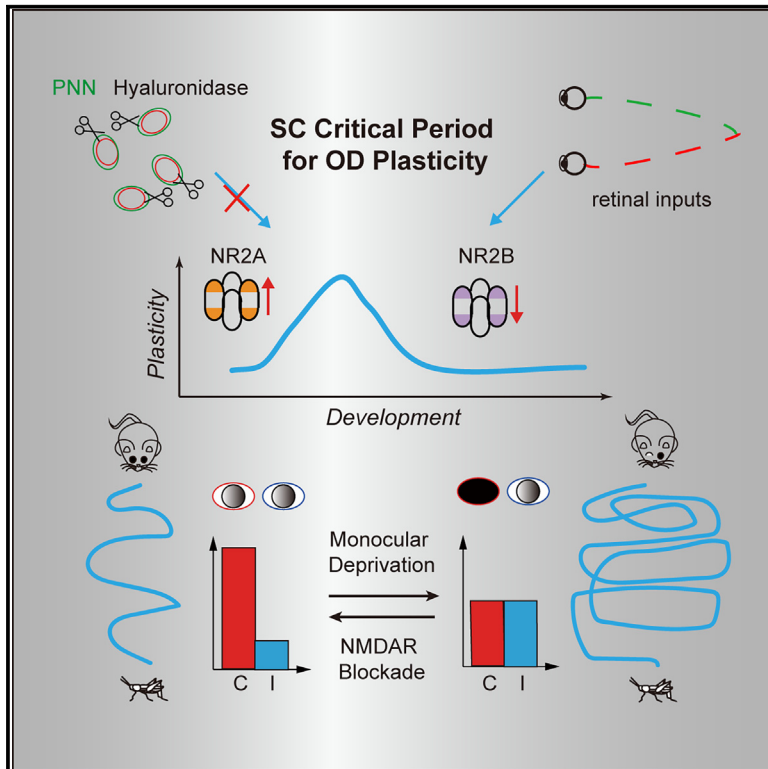 PNN Hyaluronidase
SC Critical Period
for OD Plasticity
retinal inputs
NR2A
NR2B
Plasticity
Development
Monocular
Deprivation
NMDAR
Blockade
C I
C I